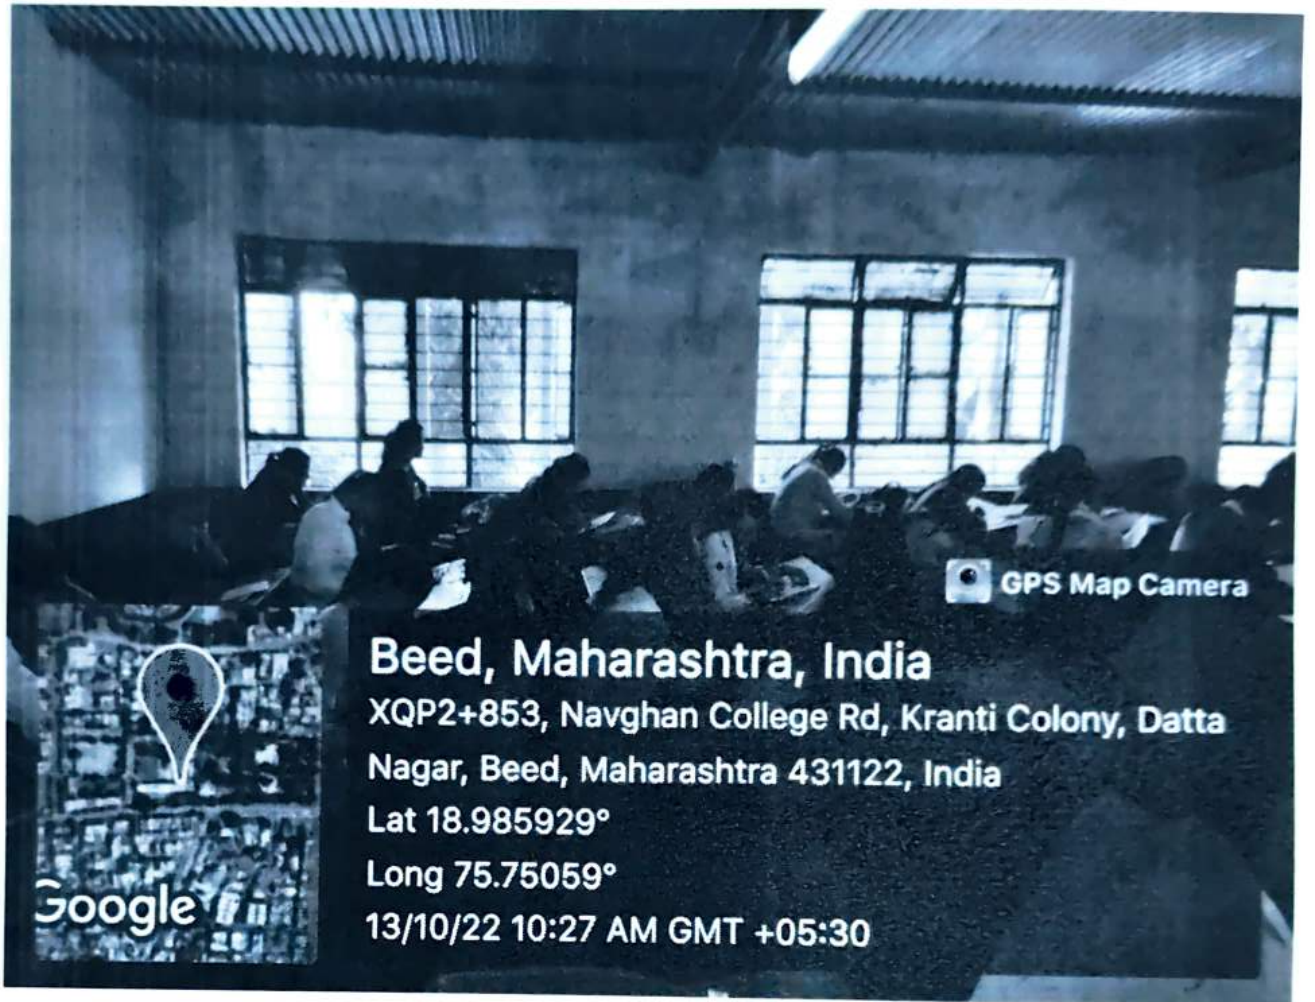 GPS Map Camera
Beed, Maharashtra, India
XQP2+853, Navghan College Rd, Kranti Colony, Datta
Nagar, Beed, Maharashtra 431122, India
Lat 18.985929°
Long 75.75059°
13/10/22 10:27 AM GMT +05:30
Google